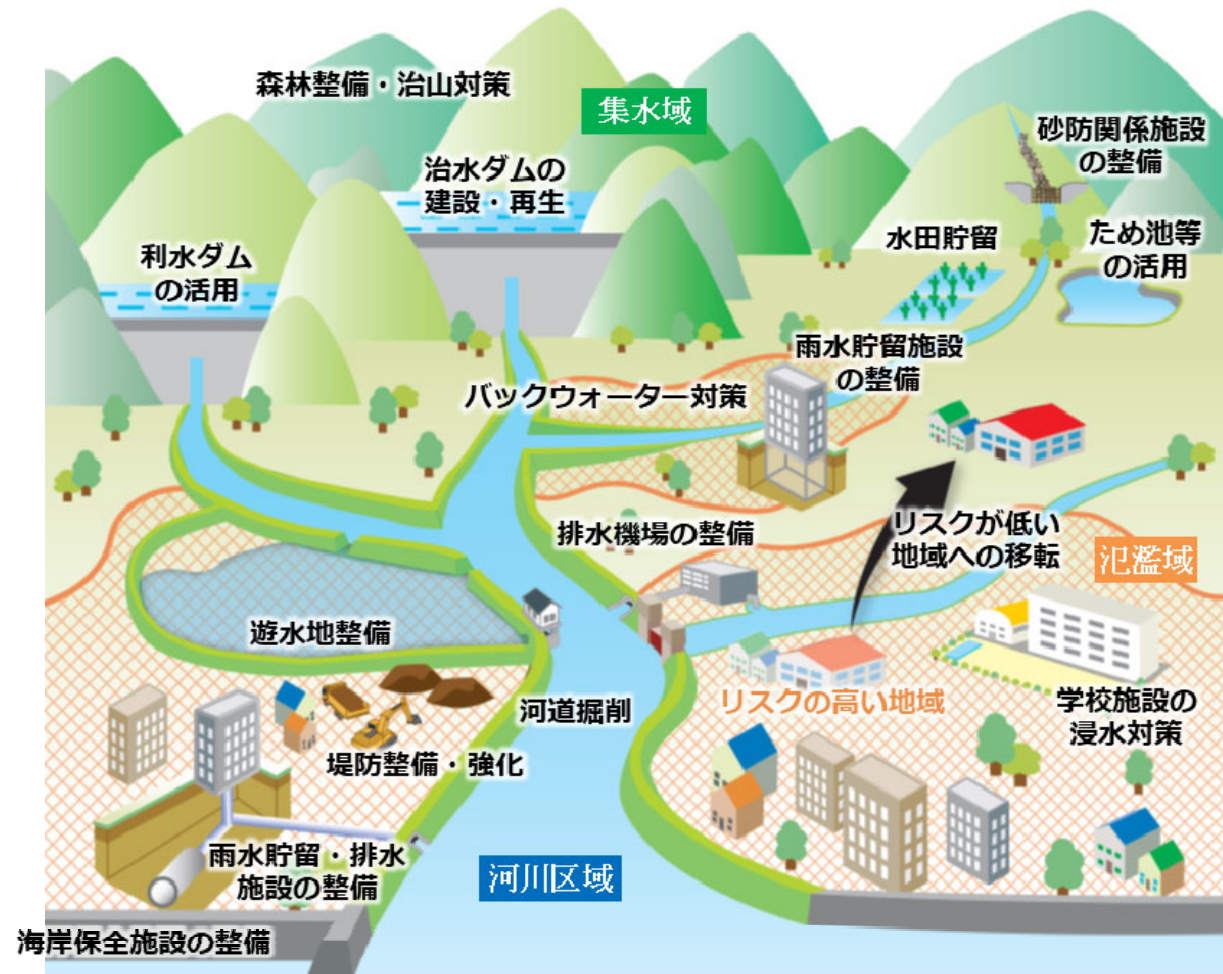 森林整備・治山対策
集水域
砂防関係施設
の整備
治水ダムの
建設・再生
水田貯留
ため池等
の活用
利水ダム
の活用
雨水貯留施設
の整備
バックウォーター対策
排水機場の整備
リスクが低い
地域への移転
氾濫域
遊水地整備
リスクの高い地域
学校施設の
浸水対策
河道掘削
堤防整備・強化
雨水貯留・排水
施設の整備
河川区域
海岸保全施設の整備